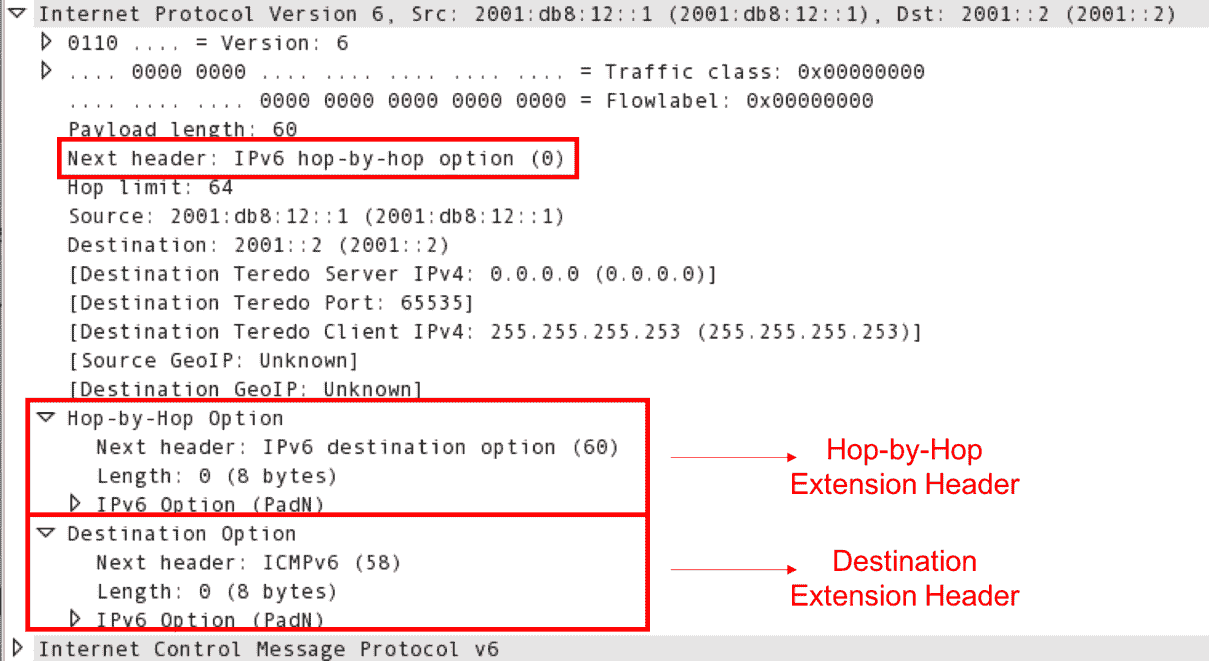 Internet Protocol Version 6, Src: 2001:db8:12::1 (2001:db8:12::1), Dst: 2001::2 (2001::2)
0110 .... = Version: 6
.... 0000 0000 .... .... .... .... .... = Traffic class: 0x00000000
.... .... .... 0000 0000 0000 0000 0000 = Flowlabel: 0x00000000
Payload length: 60
Next header: IPv6 hop-by-hop option (0)
Hop limit: 64
Source: 2001:db8:12::1 (2001:db8:12::1)
Destination: 2001::2 (2001::2)
[Destination Teredo Server IPv4: 0.0.0.0 (0.0.0.0)]
[Destination Teredo Port: 65535]
[Destination Teredo Client IPv4: 255.255.255.253 (255.255.255.253)]
[Source GeoIP: Unknown]
[Destination GeoIP: Unknown]
Hop-by-Hop Option
Next header: IPv6 destination option (60)
Length: 0 (8 bytes)
IPv6 Option (PadN)
Hop-by-Hop
Extension Header
Destination Option
Next header: ICMPv6 (58)
Length: 0 (8 bytes)
IPv6 Option (PadN)
Destination
Extension Header
Internet Control Message Protocol v6